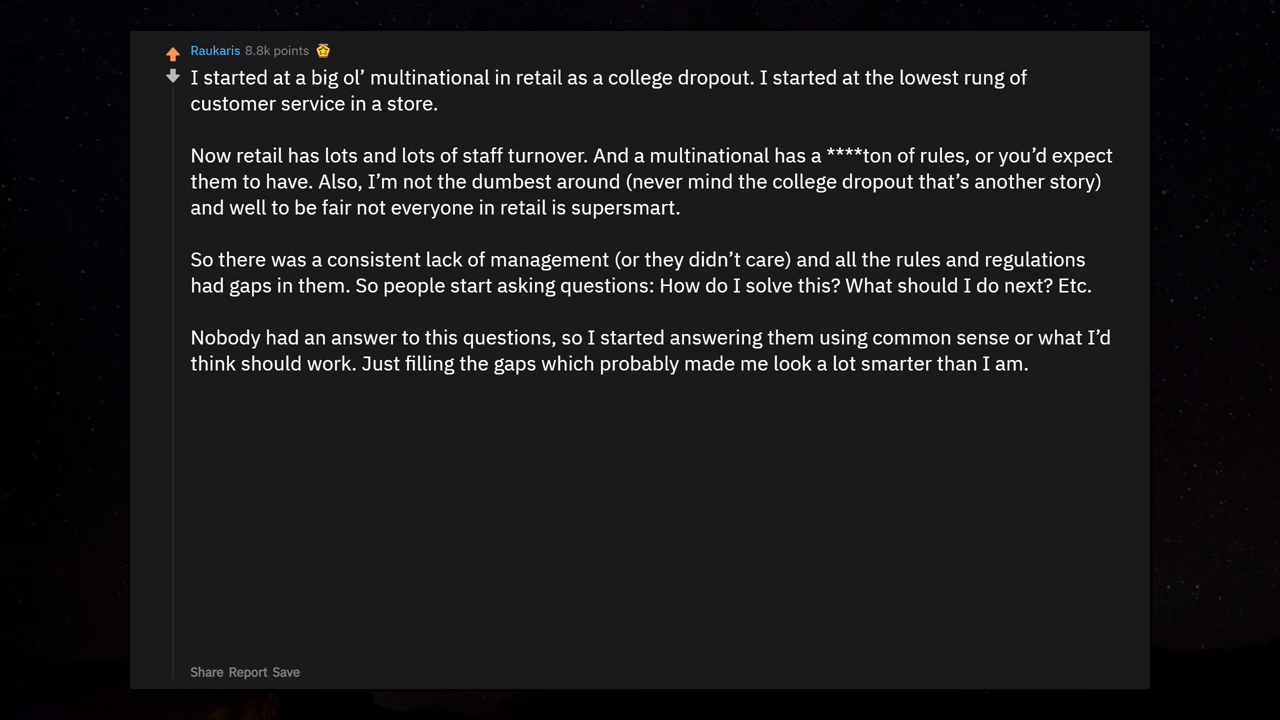 Raukaris 8.8k points
I started at a big ol’ multinational in retail as a college dropout. I started at the lowest rung of
customer service in a store.
Now retail has lots and lots of staff turnover. And a multinational has a ****ton of rules, or you’d expect
them to have. Also, I’m not the dumbest around (never mind the college dropout that’s another story)
and well to be fair not everyone in retail is supersmart.
So there was a consistent lack of management (or they didn’t care) and all the rules and regulations
had gaps in them. So people start asking questions: How do I solve this? What should I do next? Etc.
Nobody had an answer to this questions, so I started answering them using common sense or what I’d
think should work. Just filling the gaps which probably made me look a lot smarter than I am.
Share Report Save